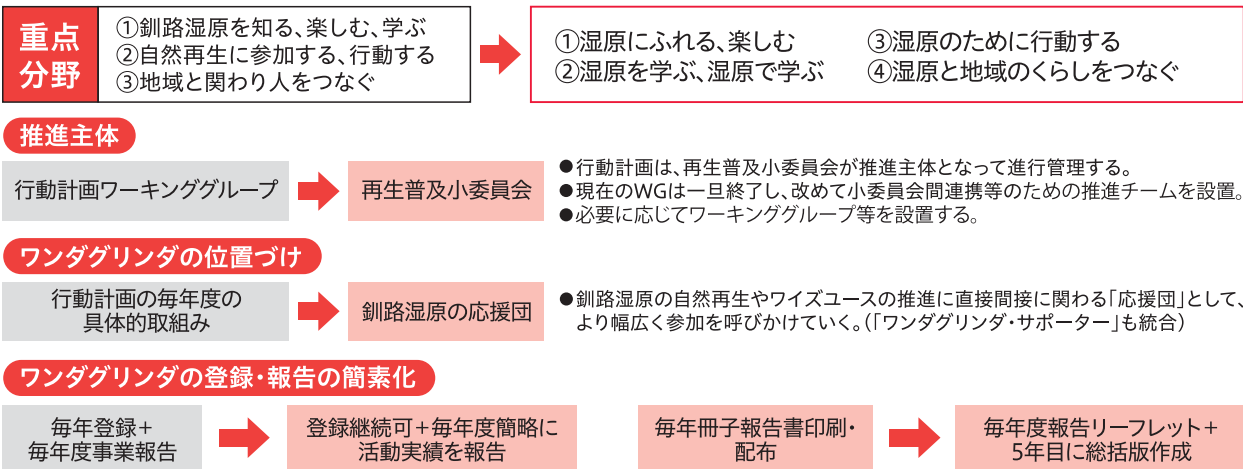 重点
分野
①釧路湿原を知る、楽しむ、学ぶ
②自然再生に参加する、行動する
③地域と関わり人をつなぐ
①湿原にふれる、楽しむ
②湿原を学ぶ、湿原で学ぶ
③湿原のために行動する
④湿原と地域のくらしをつなぐ
推進主体
行動計画ワーキンググループ
再生普及小委員会
●行動計画は、再生普及小委員会が推進主体となって進行管理する。
●現在のWGは一旦終了し、改めて小委員会間連携等のための推進チームを設置。
●必要に応じてワーキンググループ等を設置する。
ワンダグリンダの位置づけ
行動計画の毎年度の
具体的取組み
釧路湿原の応援団
●釧路湿原の自然再生やワイズユースの推進に直接間接に関わる「応援団」として、
より幅広く参加を呼びかけていく。(「ワンダグリンダ・サポーター」も統合)
ワンダグリンダの登録・報告の簡素化
毎年登録＋
毎年度事業報告
登録継続可＋毎年度簡略に
活動実績を報告
毎年冊子報告書印刷・
配布
毎年度報告リーフレット＋
5年目に総括版作成